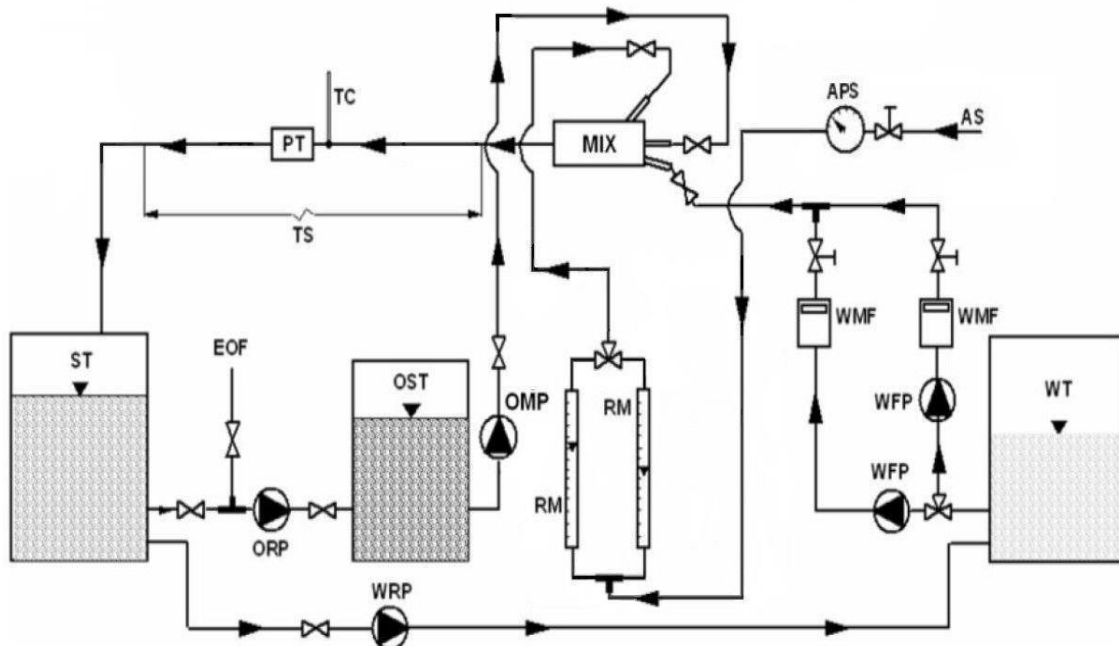 TC
APS
AS
PT
MIX
TS
WMF
WMF
ST
EOF
OST
OMP
RM
WFP
WT
RM
WFP
ORP
WRP